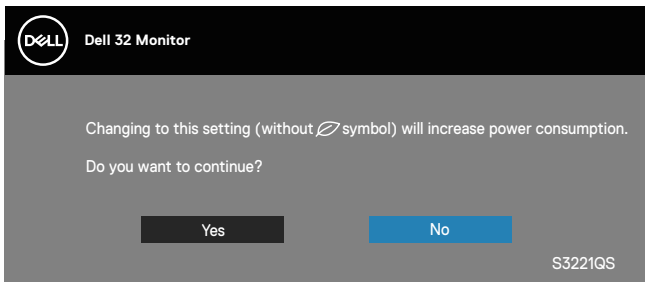 DELL
Dell 32 Monitor
Changing to this setting (without symbol) will increase power consumption.
Do you want to continue?
Yes
No
S3221QS